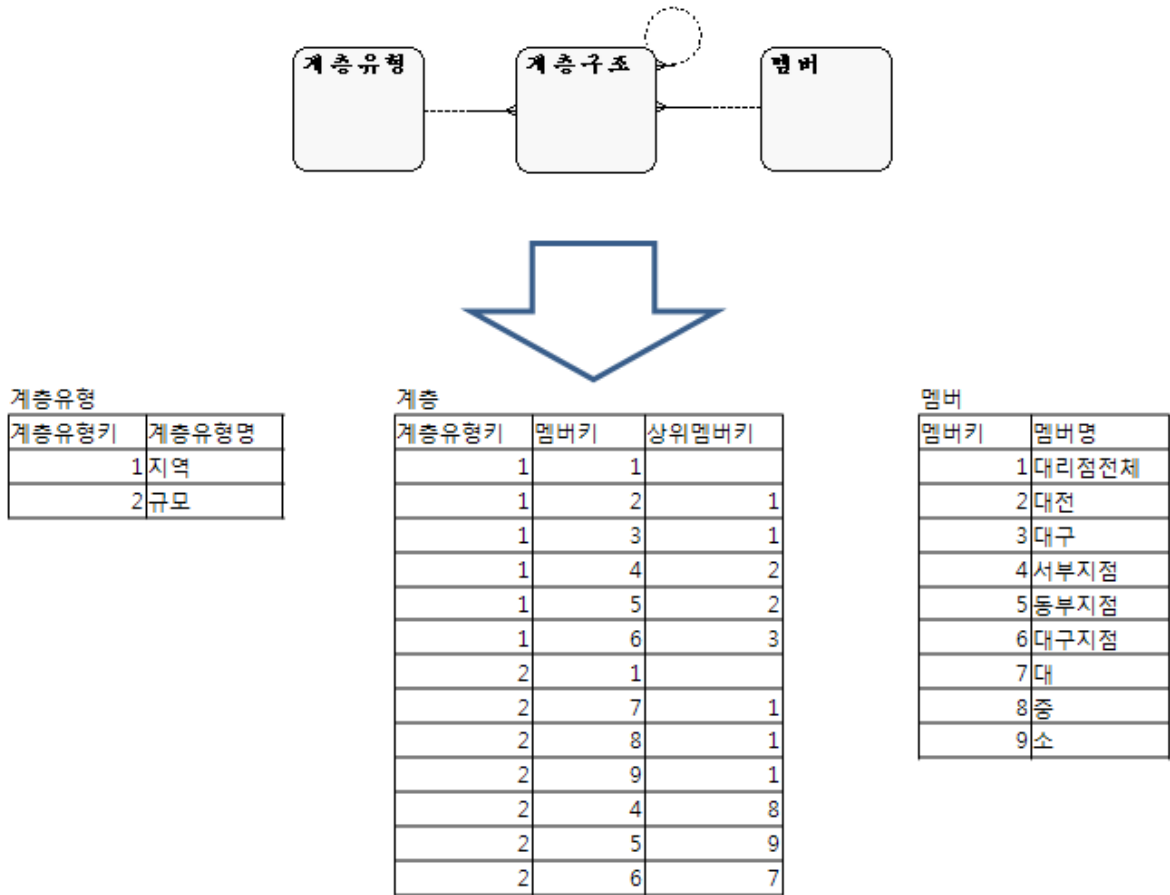 계층유형 계층구조 멤버
계층유형
계층유형키 계층유형명
1 지역
2 규모
계층
계층유형키 멤버키 상위멤버키
1 1
1 2 1
1 3 1
1 4 2
1 5 2
1 6 3
2 1
2 7 1
2 8 1
2 9 1
2 4 8
2 5 9
2 6 7
멤버
멤버키 멤버명
1 대리점전체
2 대전
3 대구
4 서부지점
5 동부지점
6 대구지점
7 대
8 중
9 소